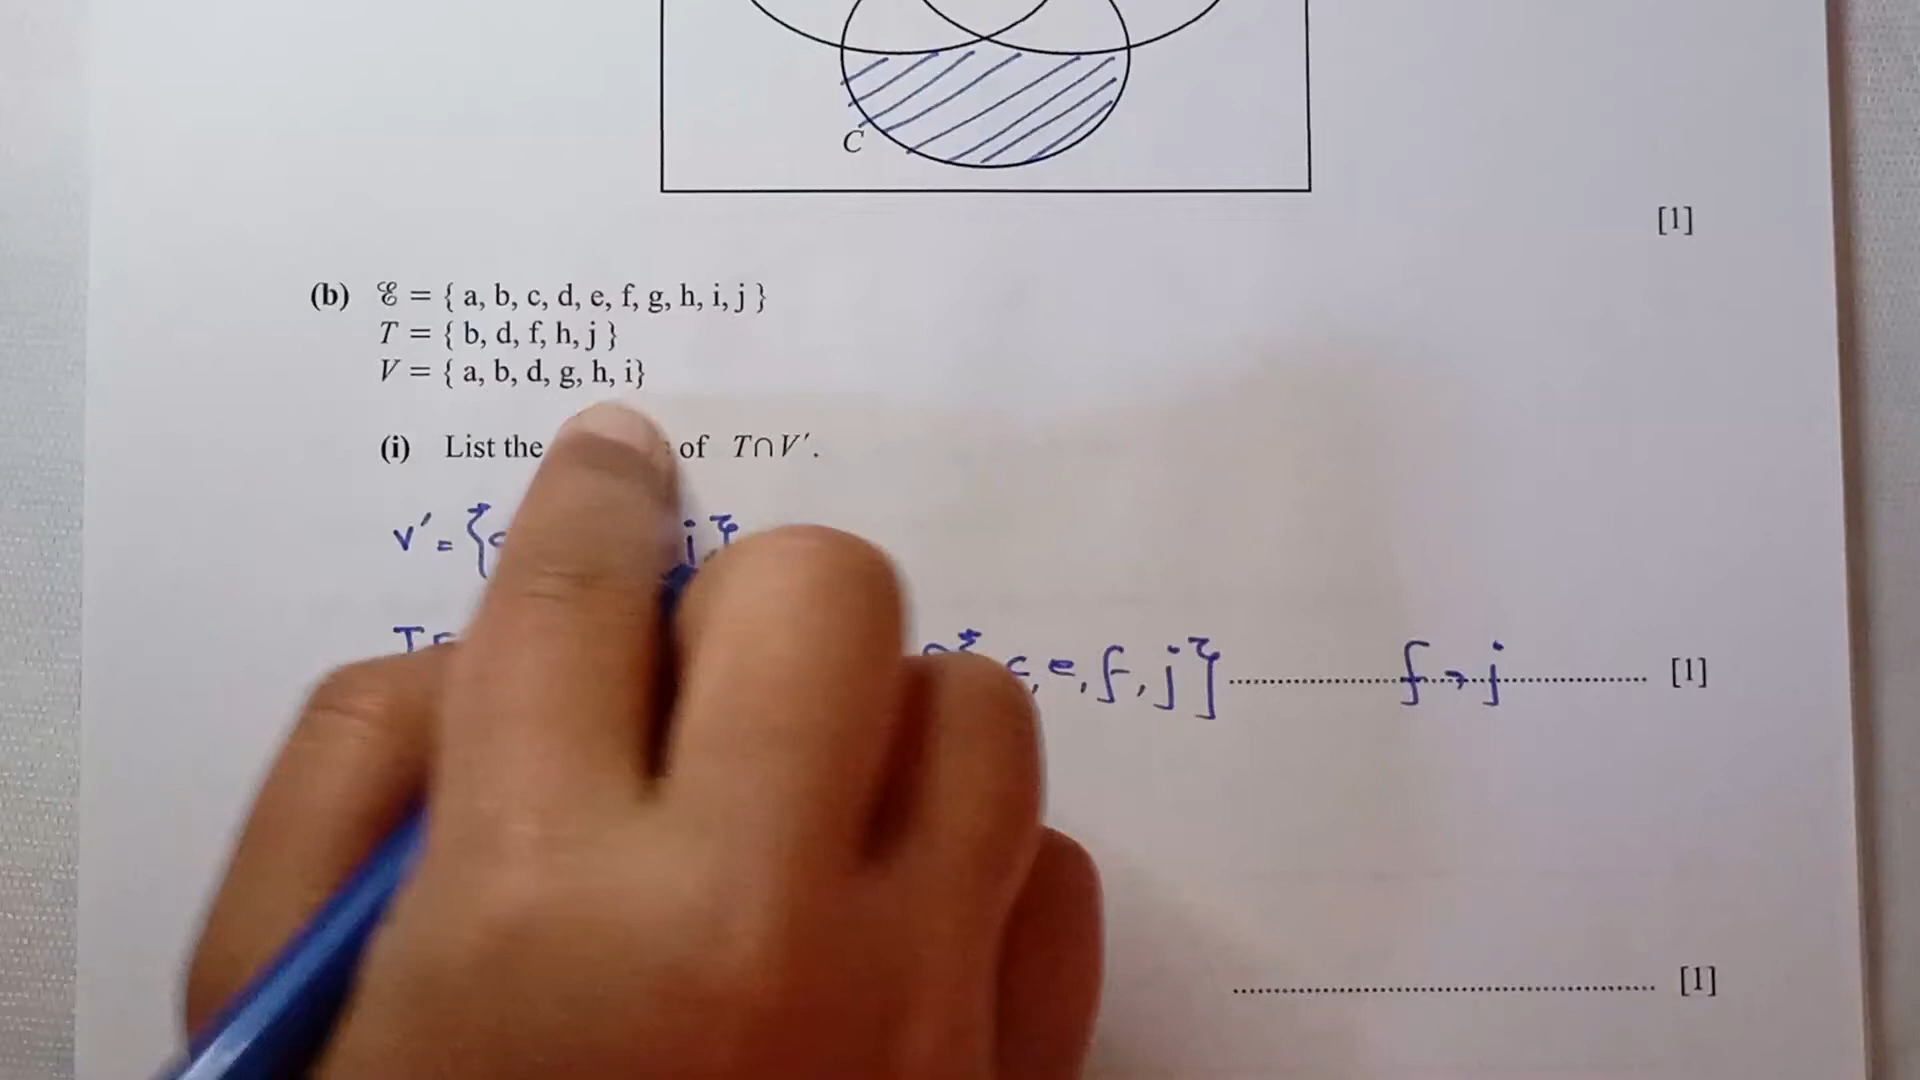 C
[1]
(b) ℰ = { a, b, c, d, e, f, g, h, i, j }
T = { b, d, f, h, j }
V = { a, b, d, g, h, i}
(i) List the of T∩V′.
v′ = { j, }
c, e, f, j } f, j [1]
[1]